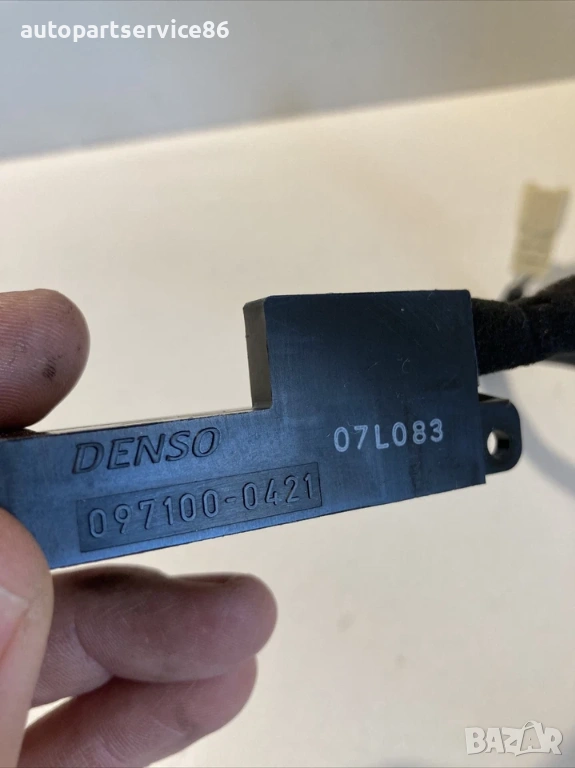 autopartservice86
DENSO
07L083
097100-0421
BAZAR